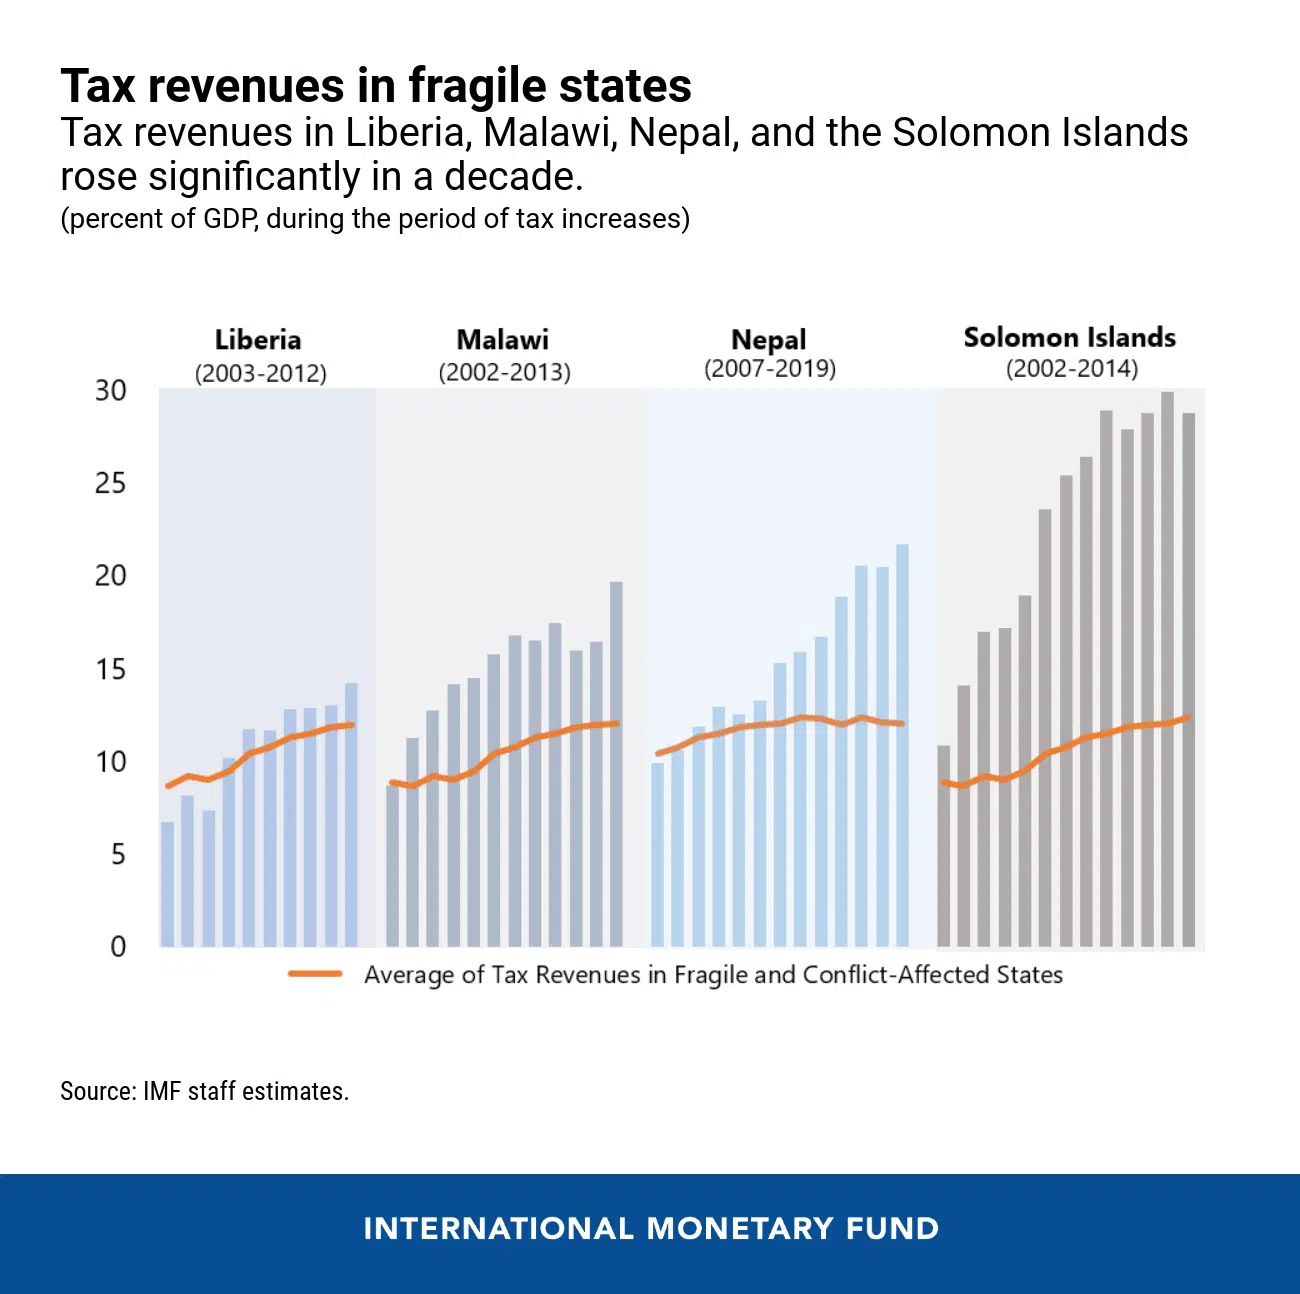 Tax revenues in fragile states
Tax revenues in Liberia, Malawi, Nepal, and the Solomon Islands
rose significantly in a decade.
(percent of GDP, during the period of tax increases)
Liberia
(2003-2012)
Malawi
(2002-2013)
Nepal
(2007-2019)
Solomon Islands
(2002-2014)
30
25
20
15
10
5
0
Average of Tax Revenues in Fragile and Conflict-Affected States
Source: IMF staff estimates.
INTERNATIONAL MONETARY FUND